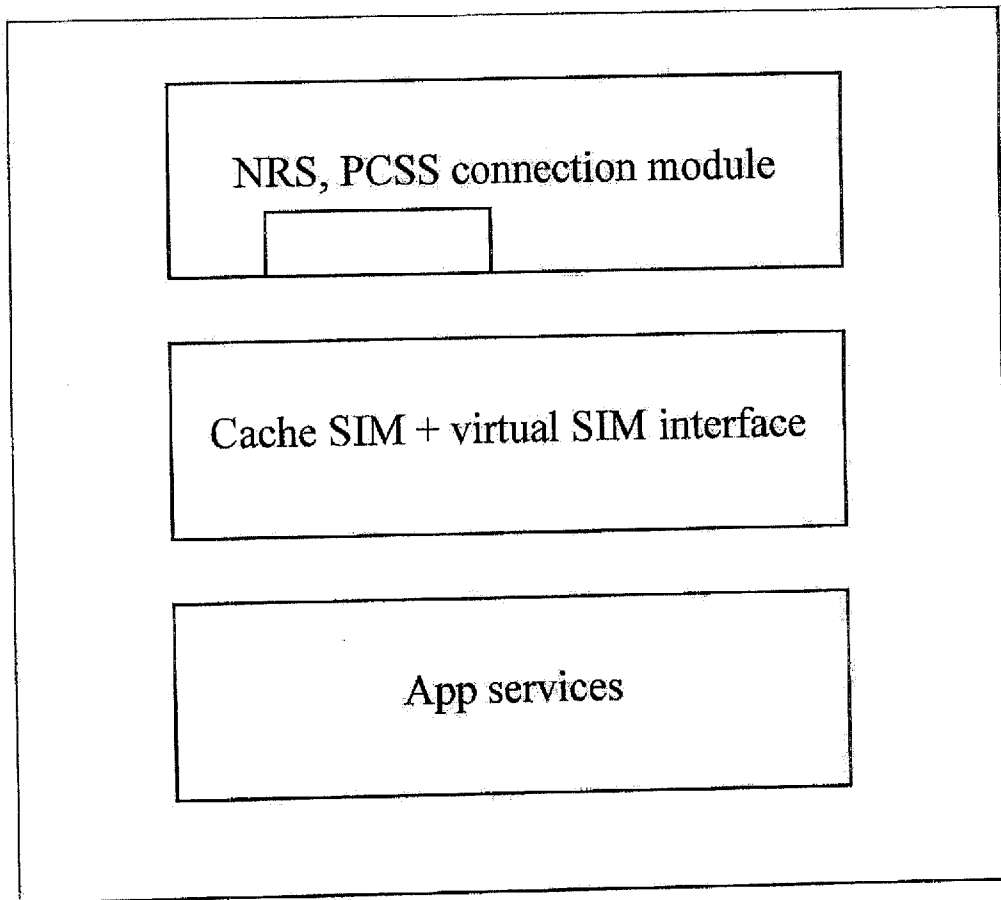 NRS, PCSS connection module
Cache SIM + virtual SIM interface
App services